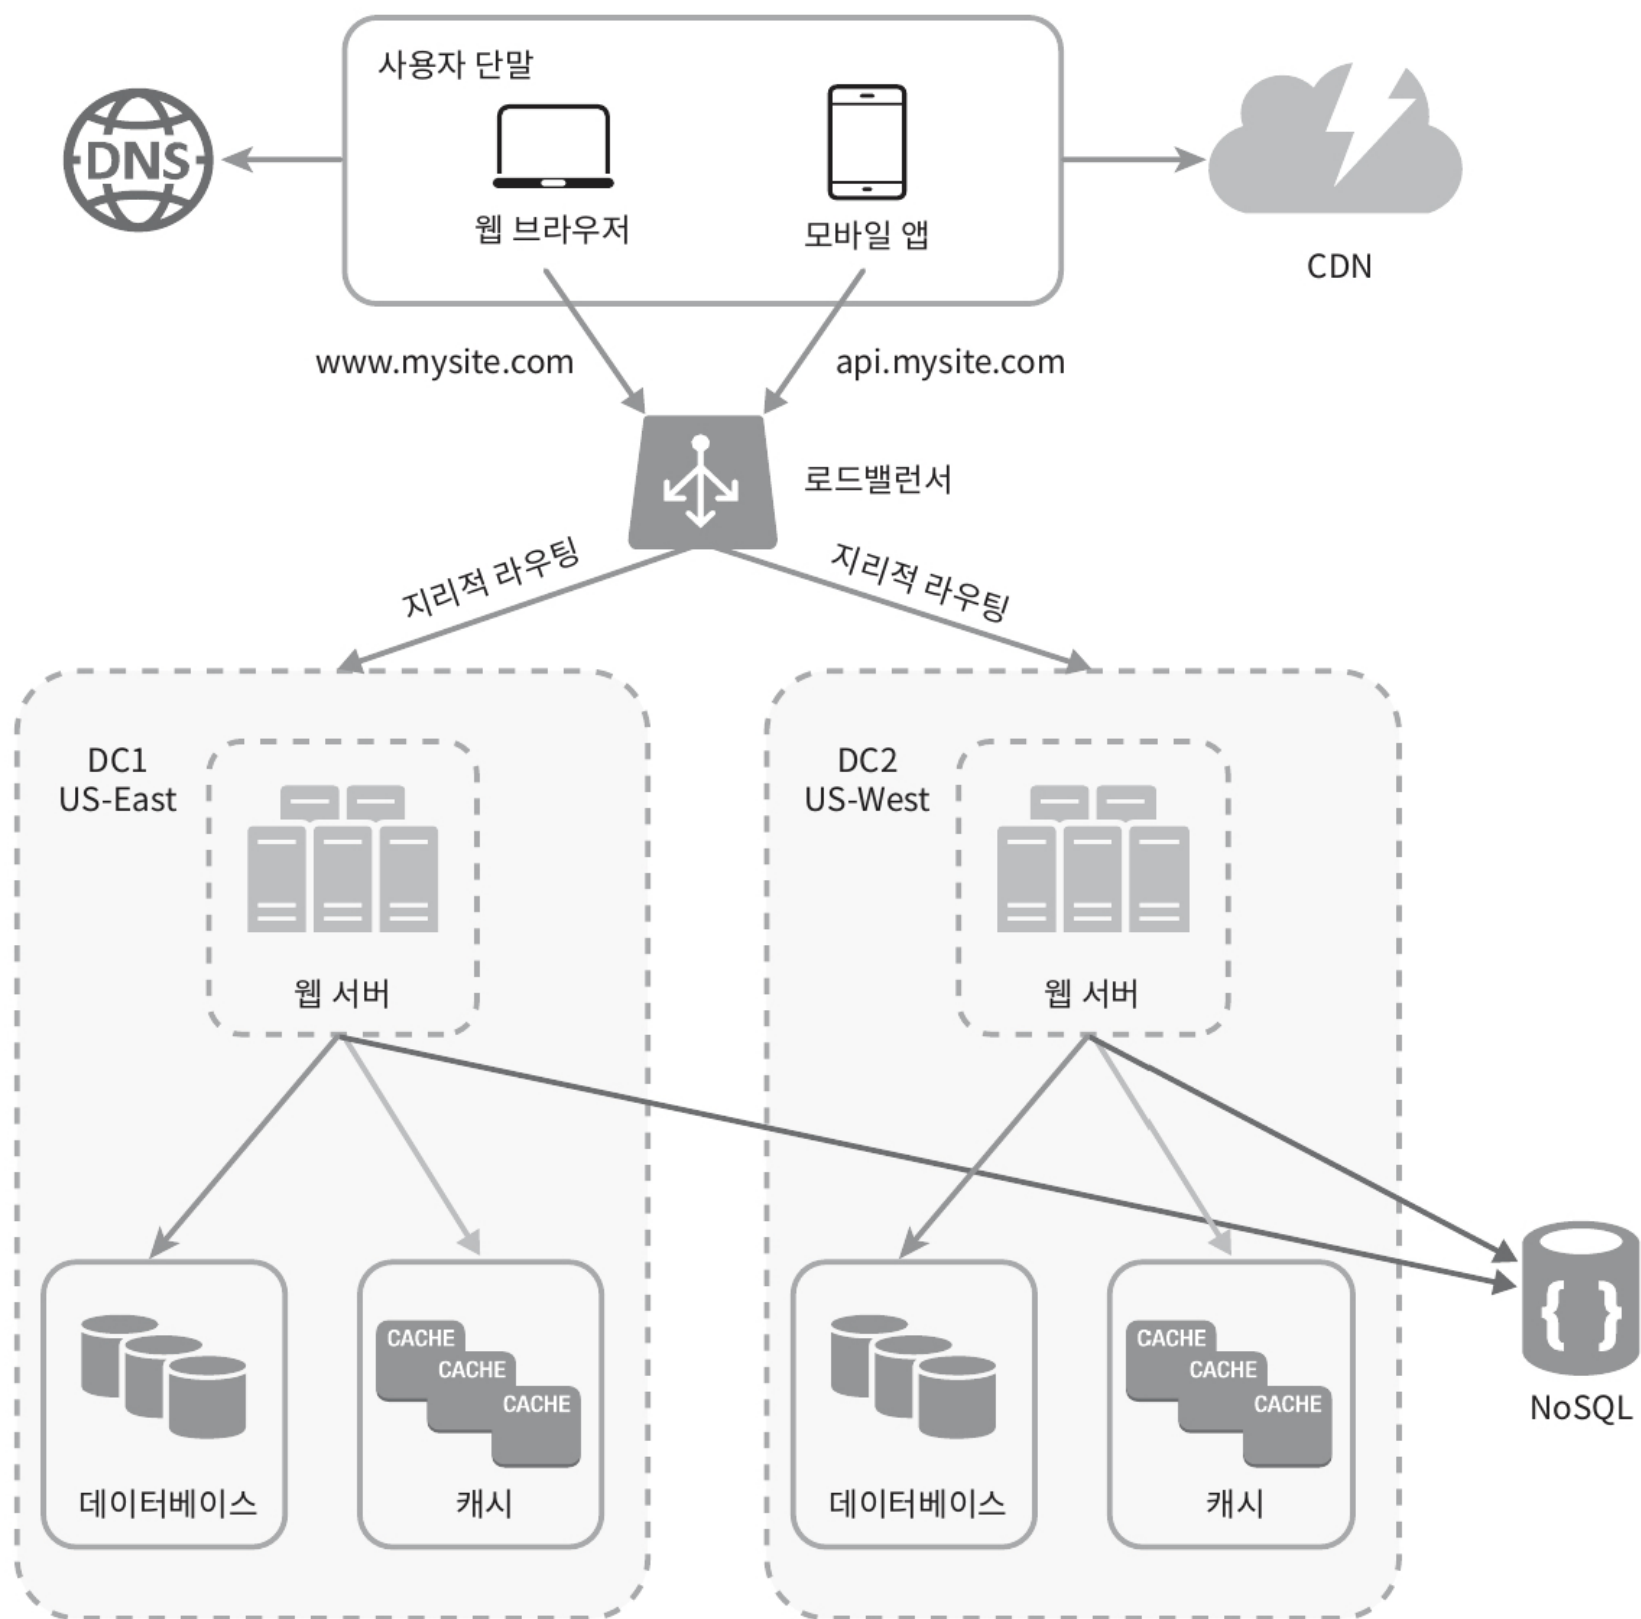 사용자 단말
DNS
웹 브라우저
모바일 앱
CDN
www.mysite.com
api.mysite.com
로드밸런서
지리적 라우팅
지리적 라우팅
DC1
US-East
웹 서버
DC2
US-West
웹 서버
CACHE
CACHE
CACHE
데이터베이스
캐시
CACHE
CACHE
CACHE
데이터베이스
캐시
{ }
NoSQL